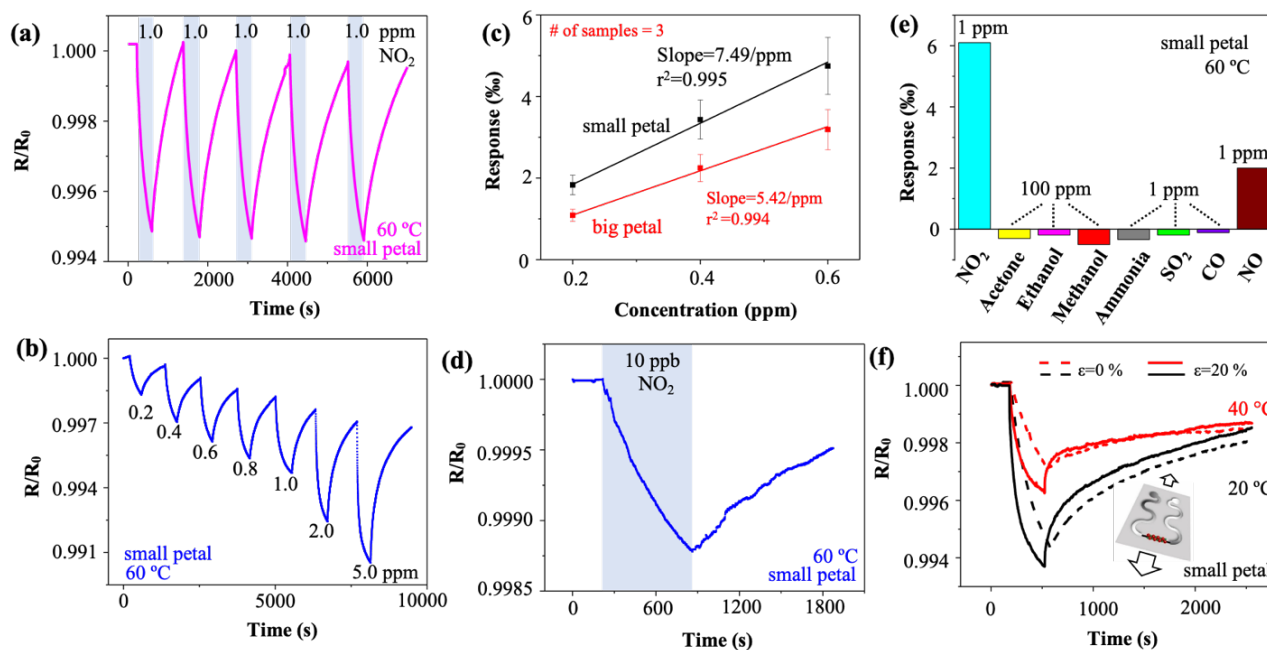 (a)
1.0 1.0 1.0 1.0 1.0 ppm
NO2
1.000
0.998
0.996
0.994
R/R0
60 ºC
small petal
0 2000 4000 6000
Time (s)
(c)
# of samples = 3
Slope=7.49/ppm
r2=0.995
small petal
Slope=5.42/ppm
r2=0.994
big petal
6
4
2
0
Response (‰)
0.2 0.4 0.6
Concentration (ppm)
(e)
1 ppm
small petal
60 ºC
100 ppm
1 ppm
1 ppm
6
4
2
0
Response (‰)
NO2
Acetone
Ethanol
Methanol
Ammonia
SO2
CO
NO
(b)
1.000
0.997
0.994
0.991
R/R0
0.2
0.4
0.6
0.8
1.0
2.0
5.0 ppm
small petal
60 ºC
0 5000 10000
Time (s)
(d)
10 ppb
NO2
1.0000
0.9995
0.9990
0.9985
R/R0
60 ºC
small petal
0 600 1200 1800
Time (s)
(f)
ε=0 % ε=20 %
1.000
0.998
0.996
0.994
R/R0
40 °C
20 °C
small petal
0 1000 2000
Time (s)